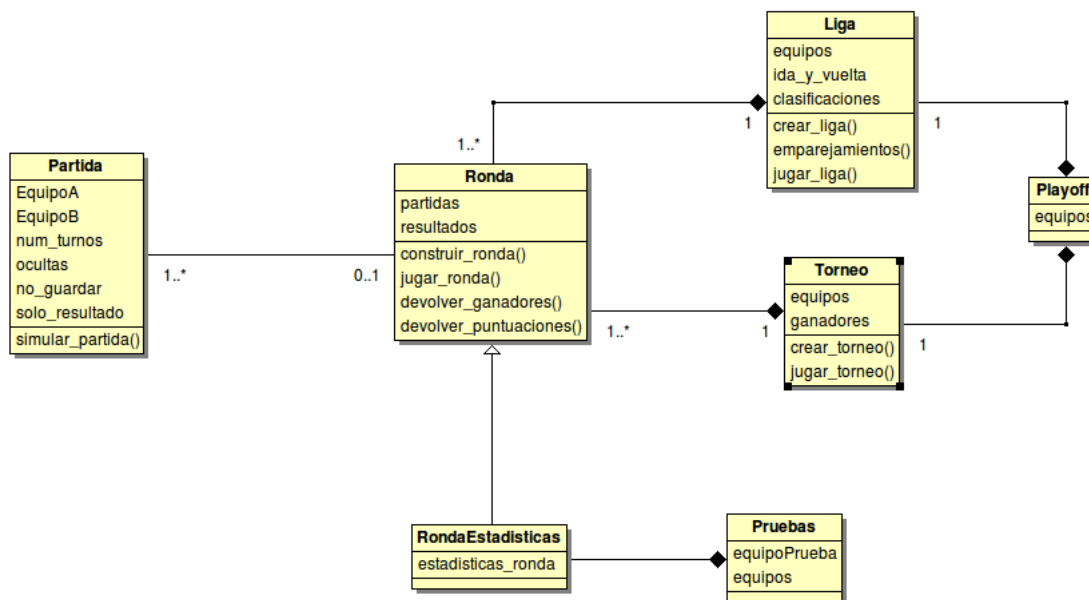 Liga
equipos
ida_y_vuelta
clasificaciones
crear_liga()
emparejamientos()
jugar_liga()
1..*
1
1
Partida
EquipoA
EquipoB
num_turnos
ocultas
no_guardar
solo_resultado
simular_partida()
1..*
0..1
Ronda
partidas
resultados
construir_ronda()
jugar_ronda()
devolver_ganadores()
devolver_puntuaciones()
Playoff
equipos
Torneo
equipos
ganadores
crear_torneo()
jugar_torneo()
1..*
1
1
RondaEstadisticas
estadisticas_ronda
Pruebas
equipoPrueba
equipos